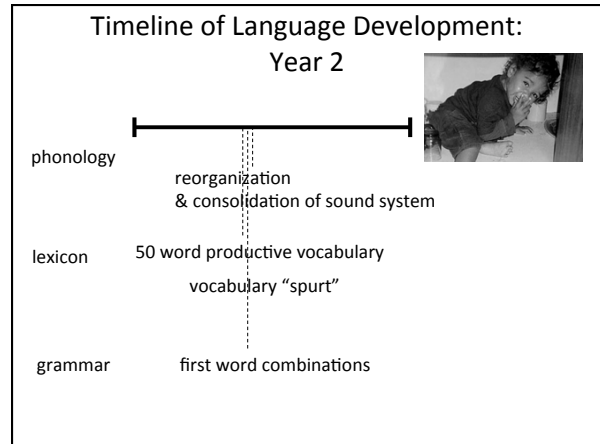 Timeline of Language Development:
Year 2
phonology
reorganization
& consolidation of sound system
lexicon
50 word productive vocabulary
vocabulary “spurt”
grammar
first word combinations